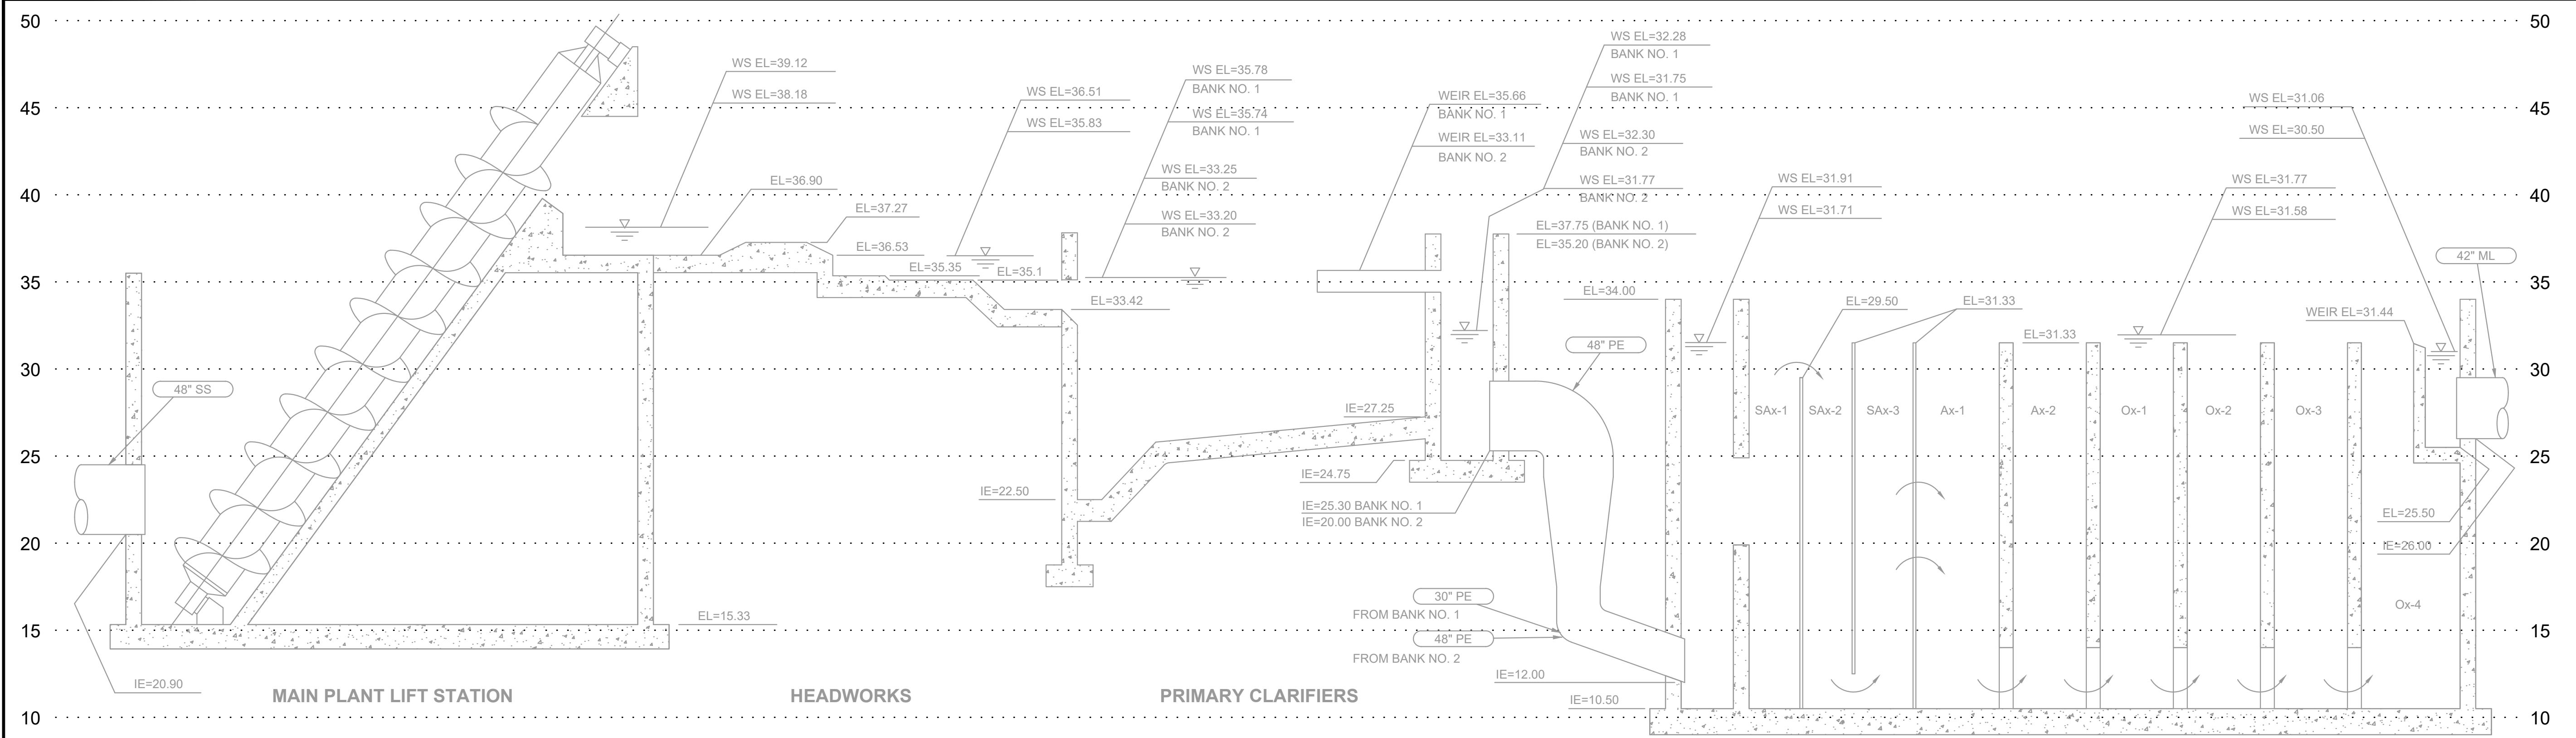 50
45
40
35
30
25
20
15
10
48" SS
IE=20.90
MAIN PLANT LIFT STATION
EL=15.33
WS EL=39.12
WS EL=38.18
EL=36.90
EL=37.27
EL=36.53
EL=35.35
EL=35.1
WS EL=36.51
WS EL=35.83
HEADWORKS
EL=33.42
IE=22.50
WS EL=35.78
BANK NO. 1
WS EL=35.74
BANK NO. 1
WS EL=33.25
BANK NO. 2
WS EL=33.20
BANK NO. 2
PRIMARY CLARIFIERS
WEIR EL=35.66
BANK NO. 1
WEIR EL=33.11
BANK NO. 2
IE=27.25
IE=24.75
IE=25.30 BANK NO. 1
IE=20.00 BANK NO. 2
WS EL=32.28
BANK NO. 1
WS EL=31.75
BANK NO. 1
WS EL=32.30
BANK NO. 2
WS EL=31.77
BANK NO. 2
EL=37.75 (BANK NO. 1)
EL=35.20 (BANK NO. 2)
EL=34.00
48" PE
30" PE
FROM BANK NO. 1
48" PE
FROM BANK NO. 2
IE=12.00
IE=10.50
WS EL=31.91
WS EL=31.71
EL=29.50
EL=31.33
EL=31.33
SAx-1
SAx-2
SAx-3
Ax-1
Ax-2
Ox-1
Ox-2
Ox-3
Ox-4
WS EL=31.77
WS EL=31.58
WS EL=31.06
WS EL=30.50
WEIR EL=31.44
42" ML
EL=25.50
IE=26.00
50
45
40
35
30
25
20
15
10